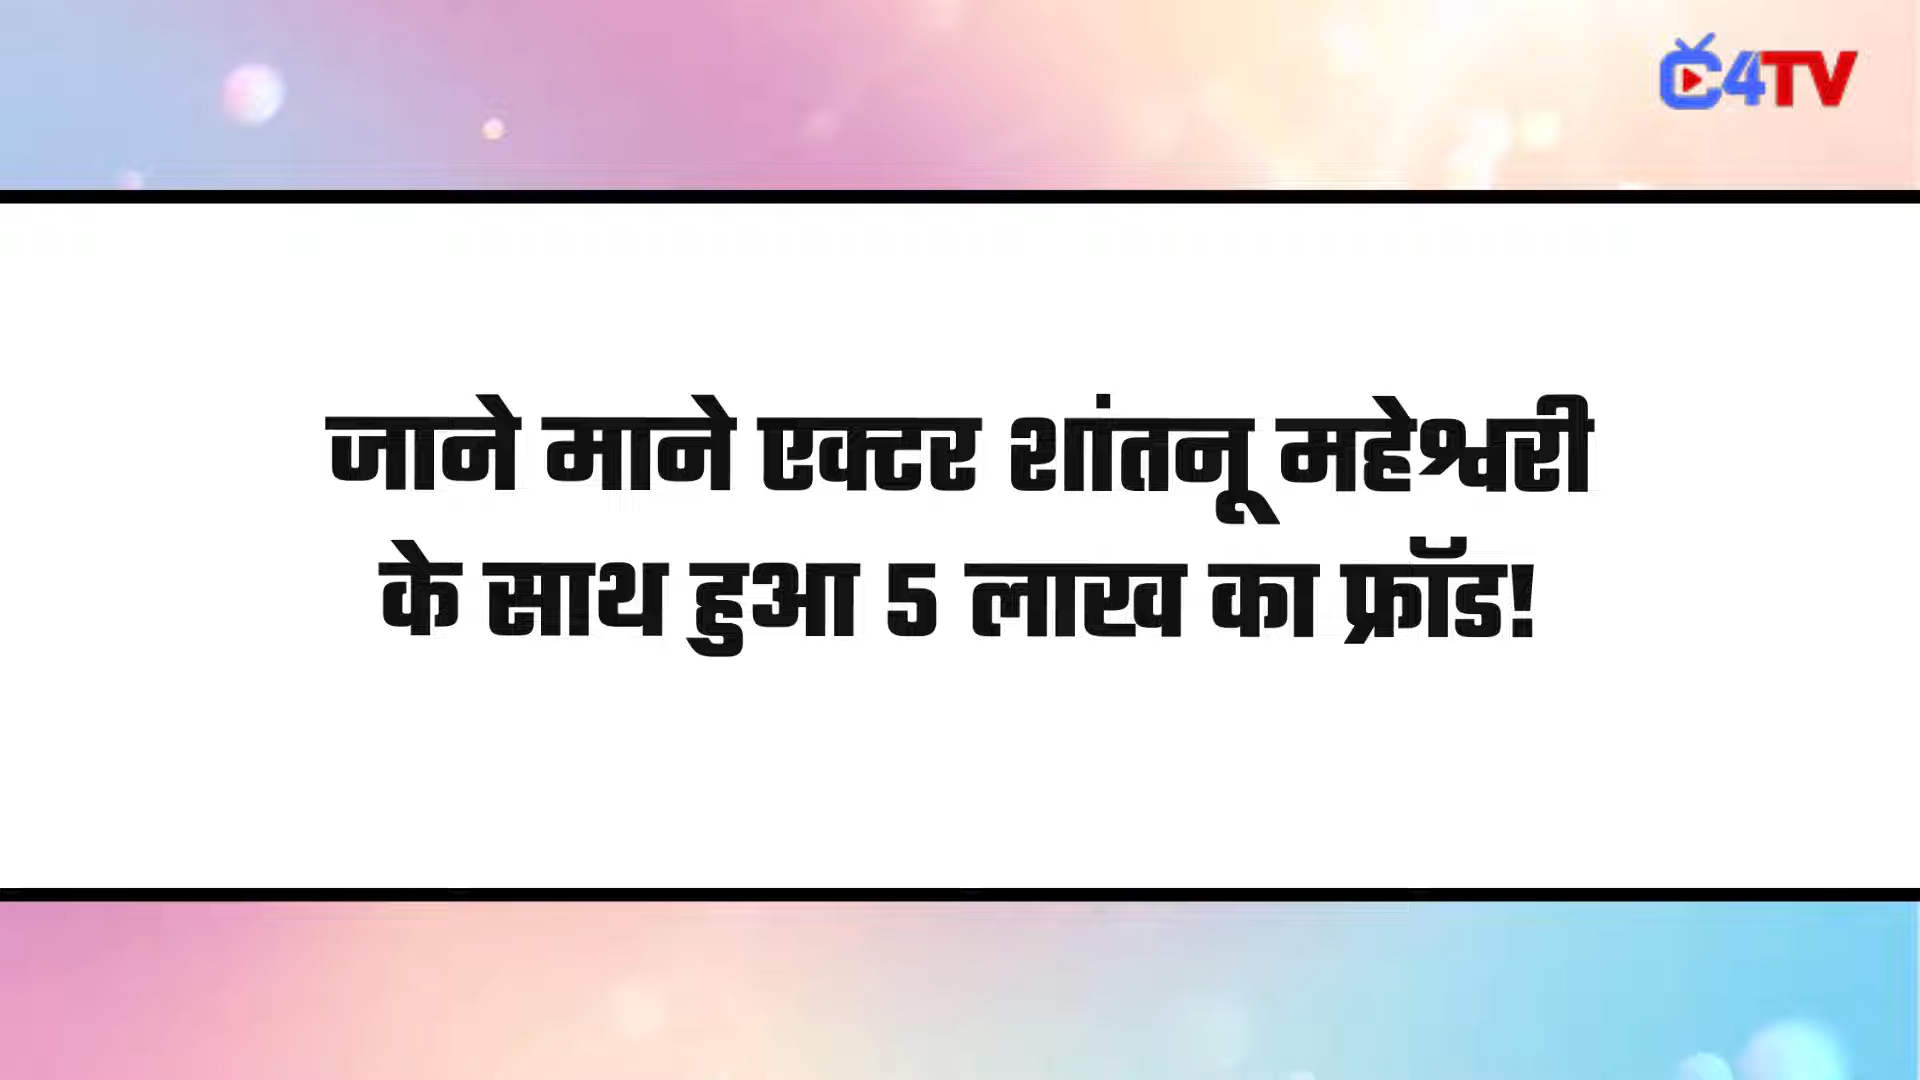 C4TV
जाने माने एक्टर शांतनू महेश्वरी
के साथ हुआ 5 लाख का फ्रॉड!